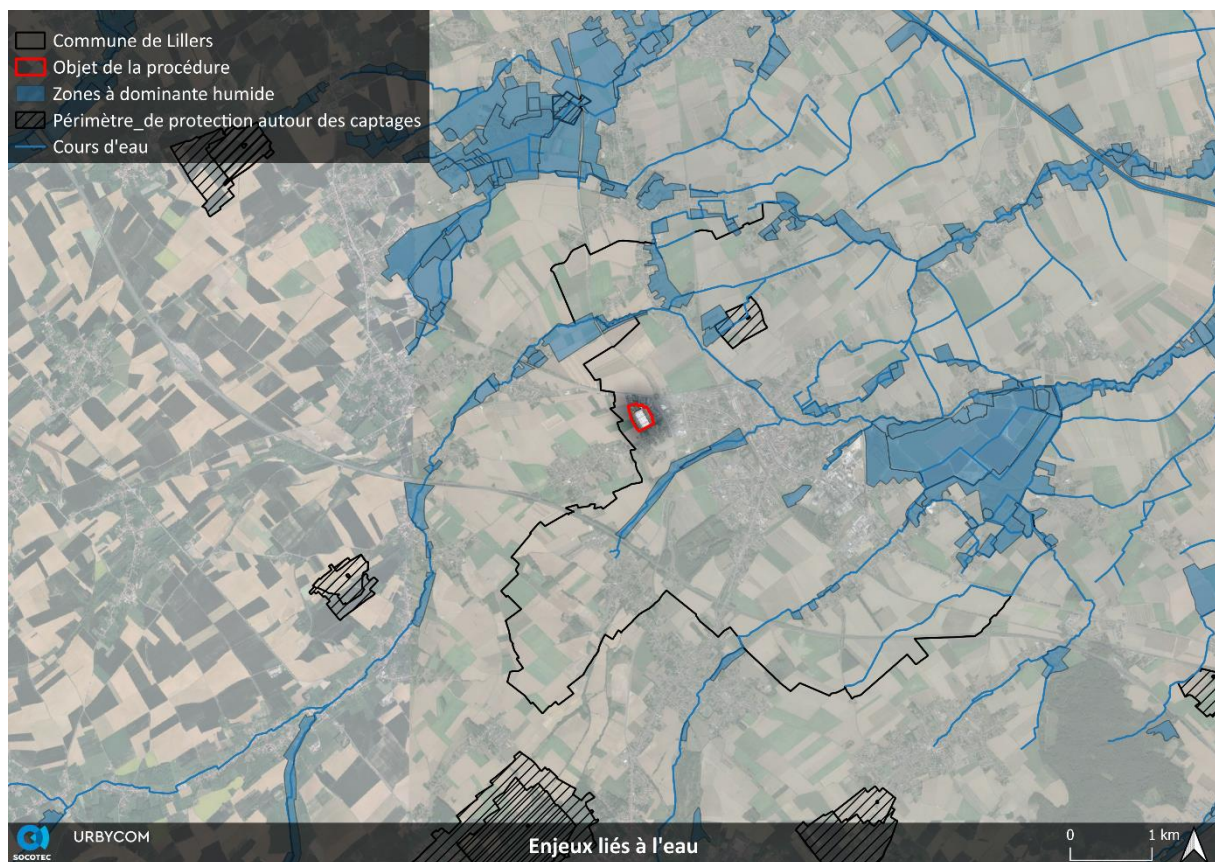 Commune de Lillers
Objet de la procédure
Zones à dominante humide
Périmètre_de protection autour des captages
Cours d'eau
SOCOTEC
URBYCOM
Enjeux liés à l'eau
0 1 km